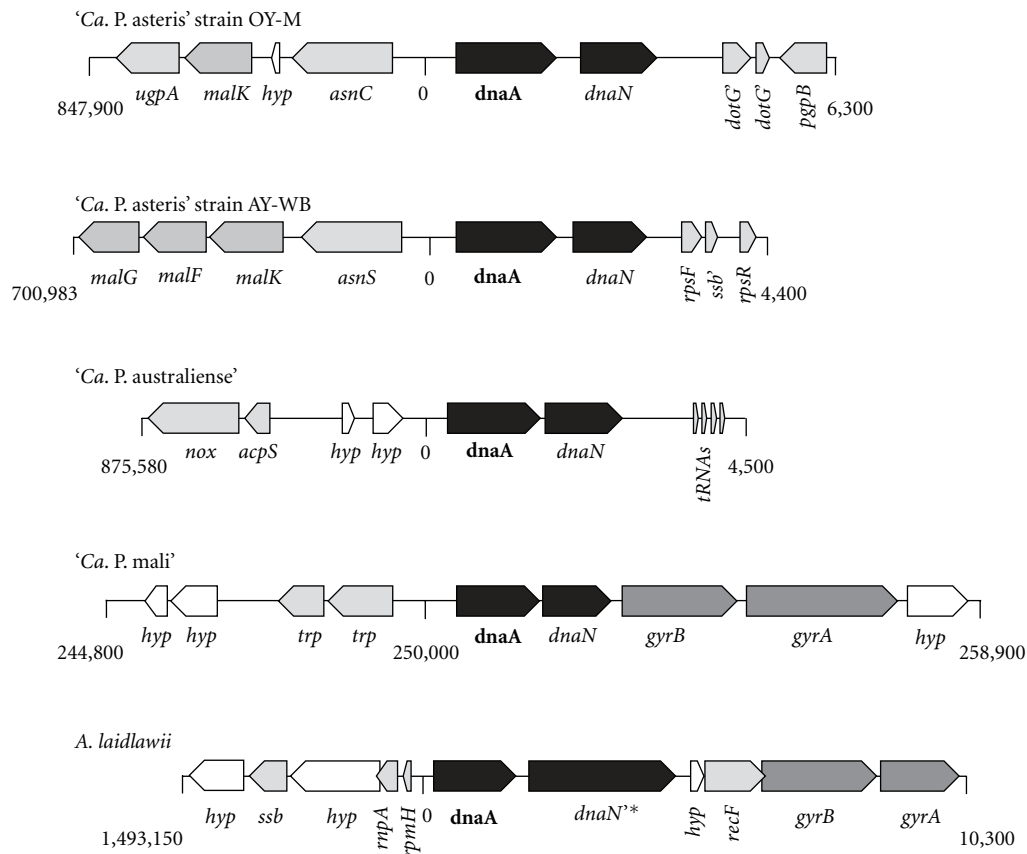 ‘Ca. P. asteris’ strain OY-M
ugpA malK hyp asnC 0 dnaA dnaN dotG’ dotG’ pgpB
847,900 6,300
‘Ca. P. asteris’ strain AY-WB
malG malF malK asnS 0 dnaA dnaN rpsF ssb’ rpsR
700,983 4,400
‘Ca. P. australiense’
nox acpS hyp hyp 0 dnaA dnaN tRNAs
875,580 4,500
‘Ca. P. mali’
hyp hyp trp trp dnaA dnaN gyrB gyrA hyp
244,800 250,000 258,900
A. laidlawii
hyp ssb hyp rnpA rpmH 0 dnaA dnaN’* hyp recF gyrB gyrA
1,493,150 10,300